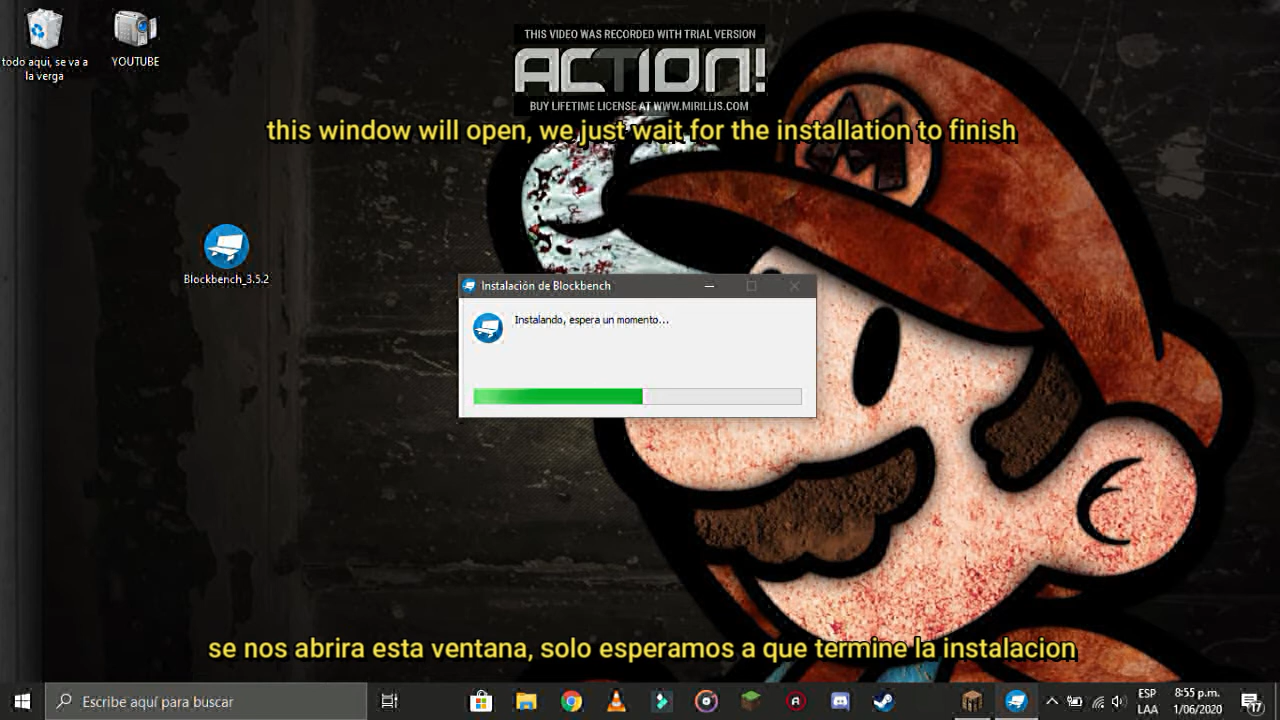 todo aqui, se va a
la verga
YOUTUBE
THIS VIDEO WAS RECORDED WITH TRIAL VERSION
ACTION!
BUY LIFETIME LICENSE AT WWW.MIRILLIS.COM
this window will open, we just wait for the installation to finish
M
Blockbench_3.5.2
Instalación de Blockbench
Instalando, espera un momento...
se nos abrira esta ventana, solo esperamos a que termine la instalacion
Escribe aquí para buscar
ESP
LAA
8:55 p.m.
1/06/2020
17